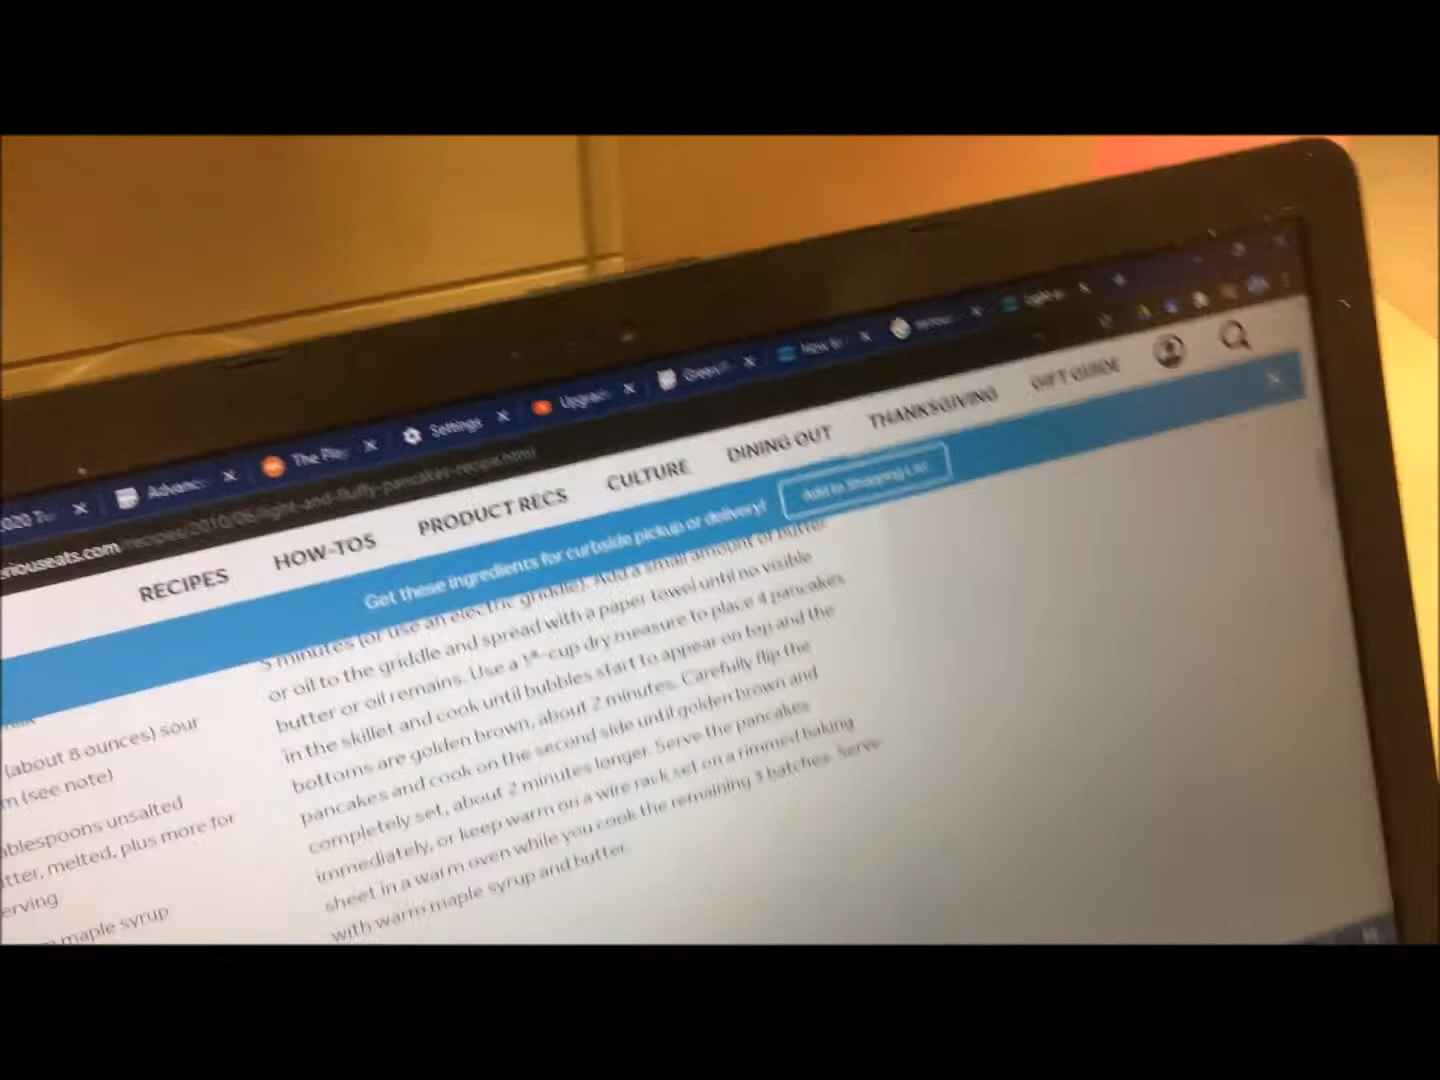 2020 T
Advanc
The Pla
Settings
Upgrac
Green
How to
Light a
eriouseats.com/recipes/2010/06/light-and-fluffy-pancakes-recipe.html
RECIPES HOW-TOS PRODUCT RECS CULTURE DINING OUT THANKSGIVING GIFT GUIDE
Get these ingredients for curbside pickup or delivery! Add to Shopping List
(about 8 ounces) sour
m (see note)
ablespoons unsalted
tter, melted, plus more for
erving
maple syrup
5 minutes (or use an electric griddle). Add a small amount of butter
or oil to the griddle and spread with a paper towel until no visible
butter or oil remains. Use a -cup dry measure to place 4 pancakes
in the skillet and cook until bubbles start to appear on top and the
bottoms are golden brown, about 2 minutes. Carefully flip the
pancakes and cook on the second side until golden brown and
completely set, about 2 minutes longer. Serve the pancakes
immediately, or keep warm on a wire rack set on a rimmed baking
sheet in a warm oven while you cook the remaining 3 batches. Serve
with warm maple syrup and butter.